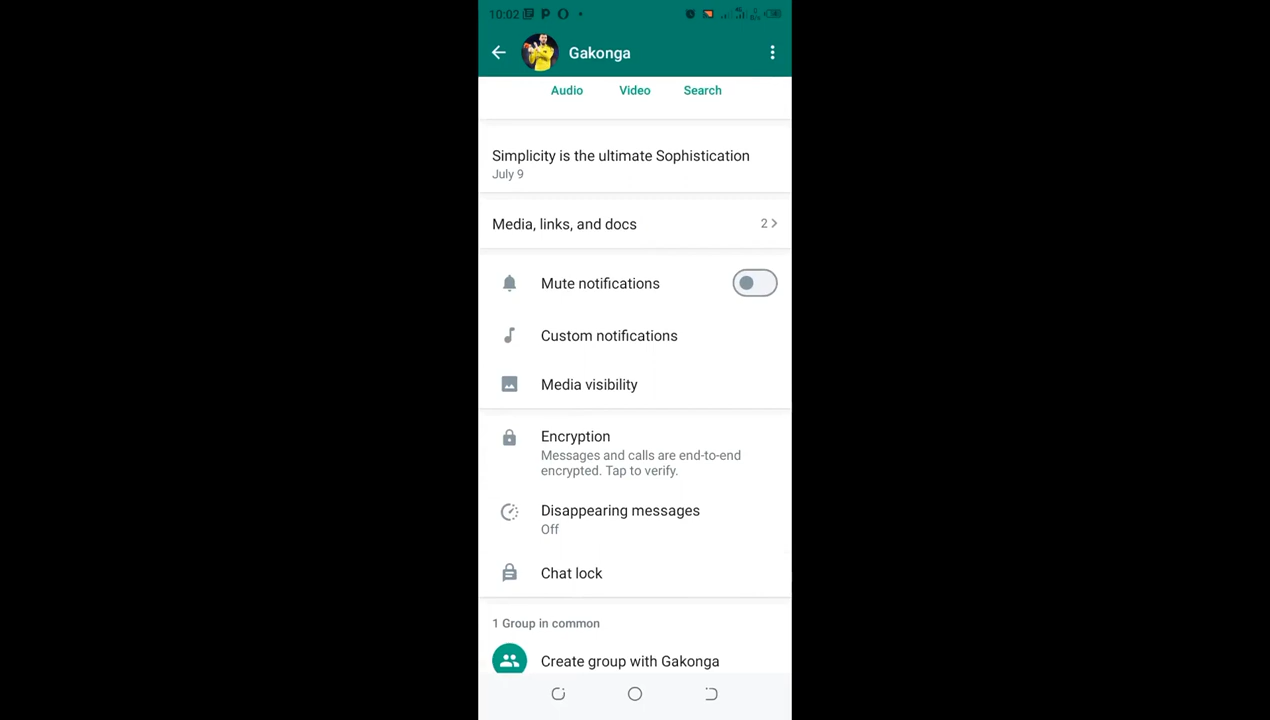 10:02
Gakonga
Audio Video Search
Simplicity is the ultimate Sophistication
July 9
Media, links, and docs 2
Mute notifications
Custom notifications
Media visibility
Encryption
Messages and calls are end-to-end
encrypted. Tap to verify.
Disappearing messages
Off
Chat lock
1 Group in common
Create group with Gakonga